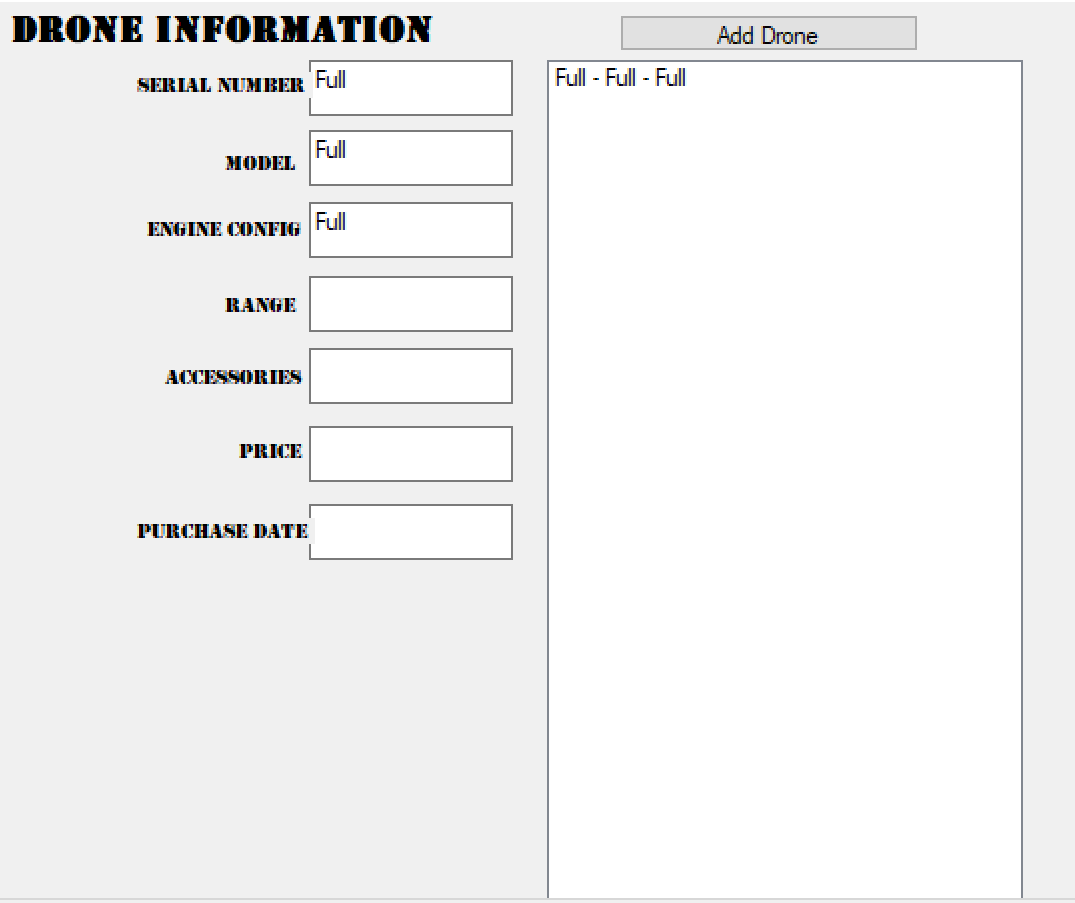 DRONE INFORMATION
Add Drone
SERIAL NUMBER Full
Full - Full - Full
MODEL Full
ENGINE CONFIG Full
RANGE
ACCESSORIES
PRICE
PURCHASE DATE